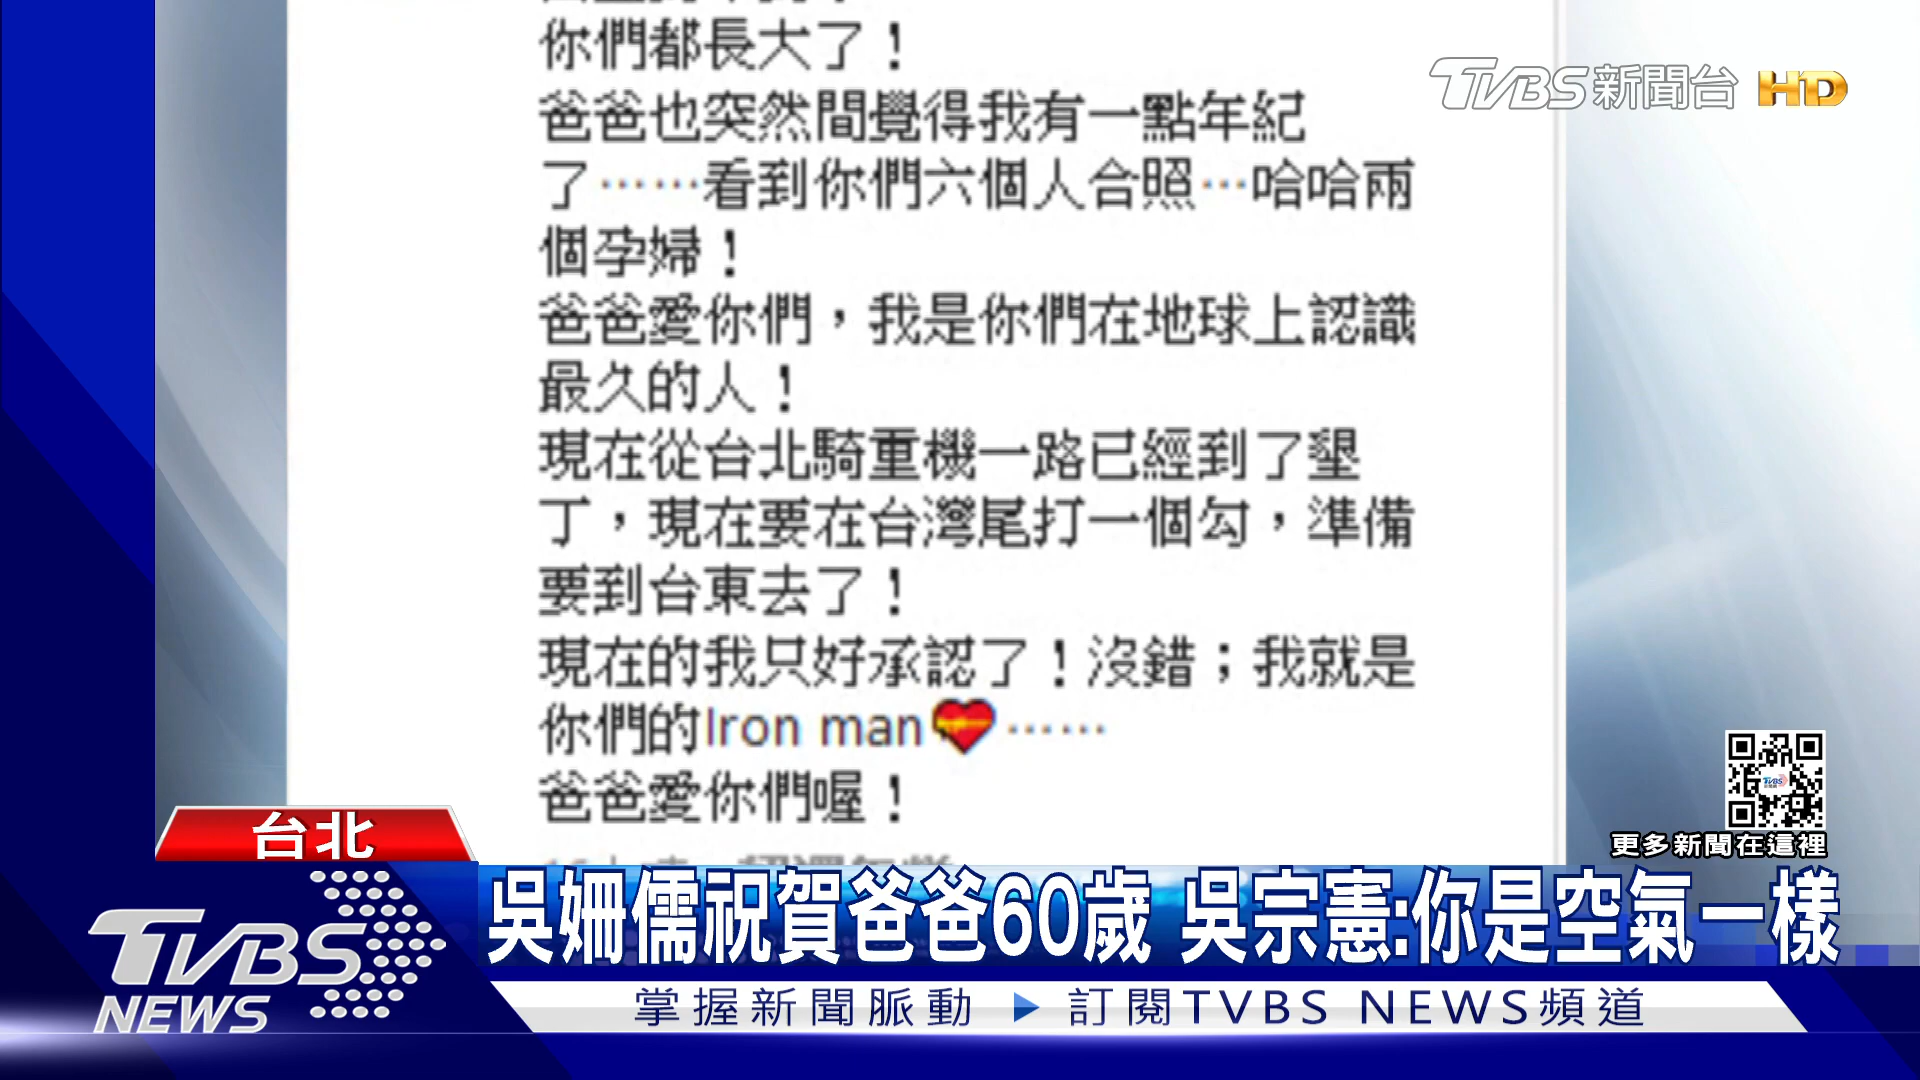 你們都長大了！
爸爸也突然間覺得我有一點年紀
了……看到你們六個人合照…哈哈兩
個孕婦！
爸爸愛你們，我是你們在地球上認識
最久的人！
現在從台北騎重機一路已經到了墾
丁，現在要在台灣尾打一個勾，準備
要到台東去了！
現在的我只好承認了！沒錯；我就是
你們的Iron man💝……
爸爸愛你們喔！
TVBS新聞台 HD
TVBS
更多新聞在這裡
台北
吳姍儒祝賀爸爸60歲 吳宗憲:你是空氣一樣
TVBS NEWS
掌握新聞脈動 ▶ 訂閱TVBS NEWS頻道